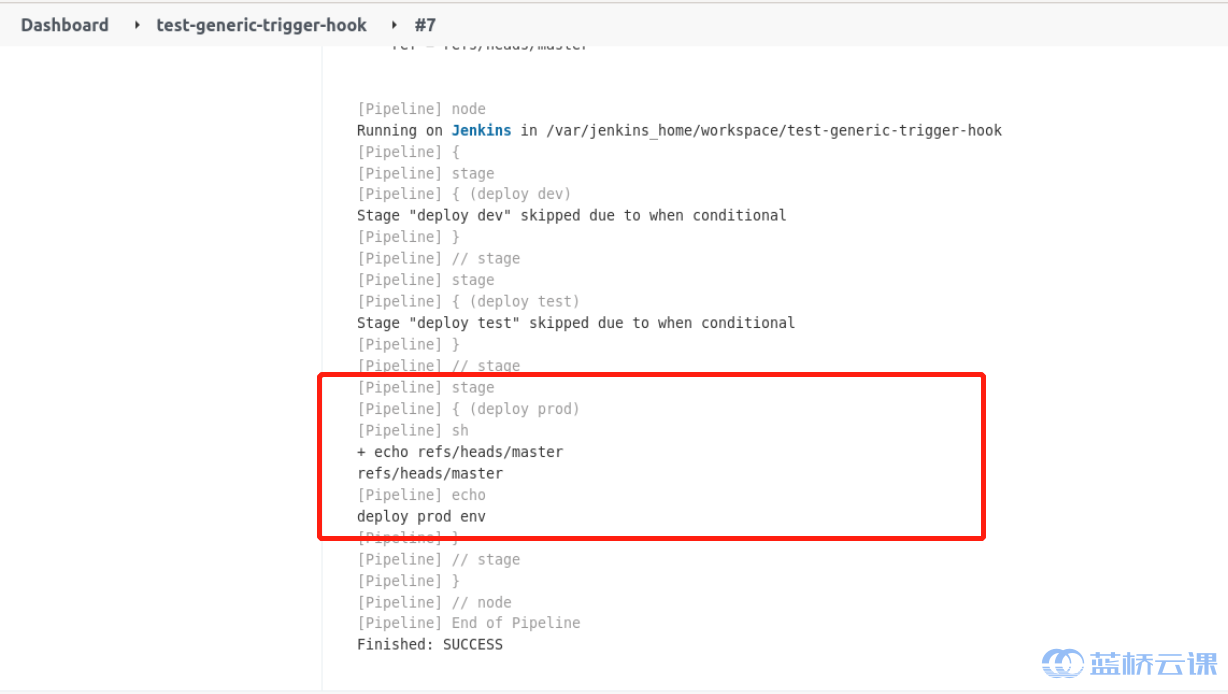 Dashboard ‣ test-generic-trigger-hook ‣ #7
ref = refs/heads/master
[Pipeline] node
Running on Jenkins in /var/jenkins_home/workspace/test-generic-trigger-hook
[Pipeline] {
[Pipeline] stage
[Pipeline] { (deploy dev)
Stage "deploy dev" skipped due to when conditional
[Pipeline] }
[Pipeline] // stage
[Pipeline] stage
[Pipeline] { (deploy test)
Stage "deploy test" skipped due to when conditional
[Pipeline] }
[Pipeline] // stage
[Pipeline] stage
[Pipeline] { (deploy prod)
[Pipeline] sh
+ echo refs/heads/master
refs/heads/master
[Pipeline] echo
deploy prod env
[Pipeline] }
[Pipeline] // stage
[Pipeline] }
[Pipeline] // node
[Pipeline] End of Pipeline
Finished: SUCCESS
蓝桥云课